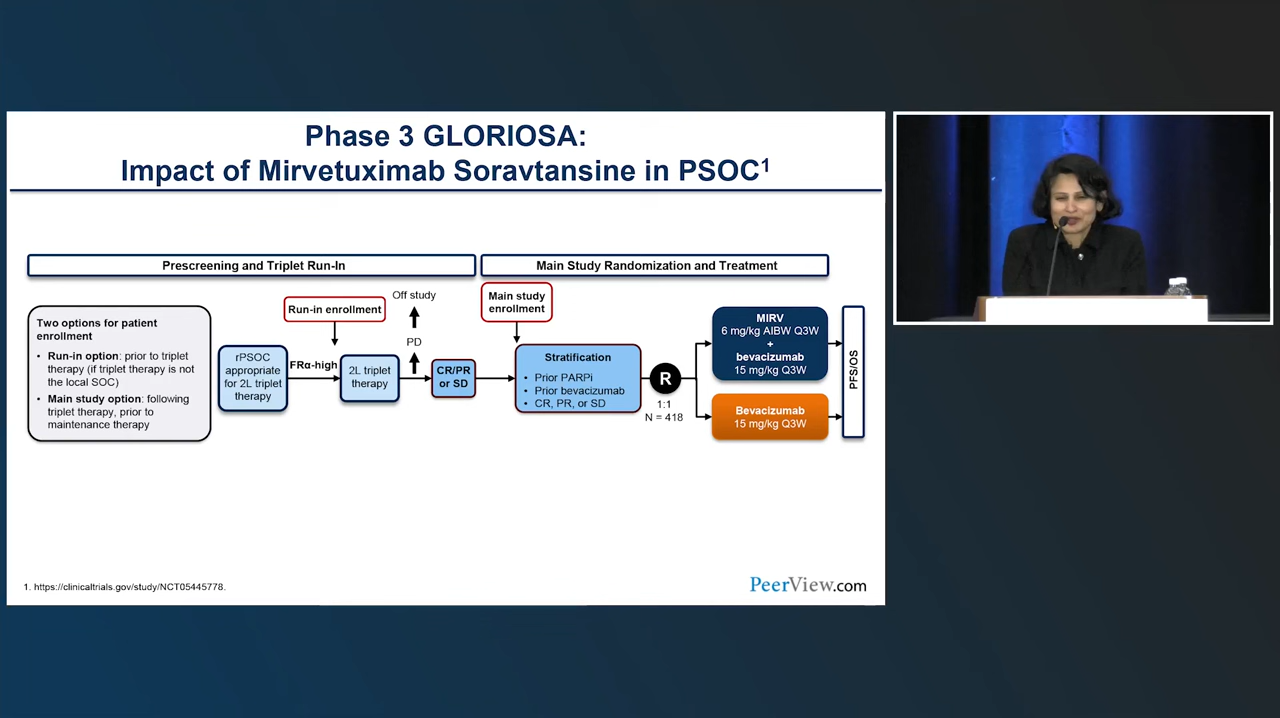 Phase 3 GLORIOSA:
Impact of Mirvetuximab Soravtansine in PSOC1
Prescreening and Triplet Run-In
Main Study Randomization and Treatment
Two options for patient
enrollment
• Run-in option: prior to triplet
therapy (if triplet therapy is not
the local SOC)
• Main study option: following
triplet therapy, prior to
maintenance therapy
rPSOC
appropriate
for 2L triplet
therapy
Run-in enrollment
FRα-high
2L triplet
therapy
Off study
PD
CR/PR
or SD
Main study
enrollment
Stratification
• Prior PARPi
• Prior bevacizumab
• CR, PR, or SD
R
1:1
N = 418
MIRV
6 mg/kg AIBW Q3W
+
bevacizumab
15 mg/kg Q3W
Bevacizumab
15 mg/kg Q3W
PFS/OS
1. https://clinicaltrials.gov/study/NCT05445778.
PeerView.com